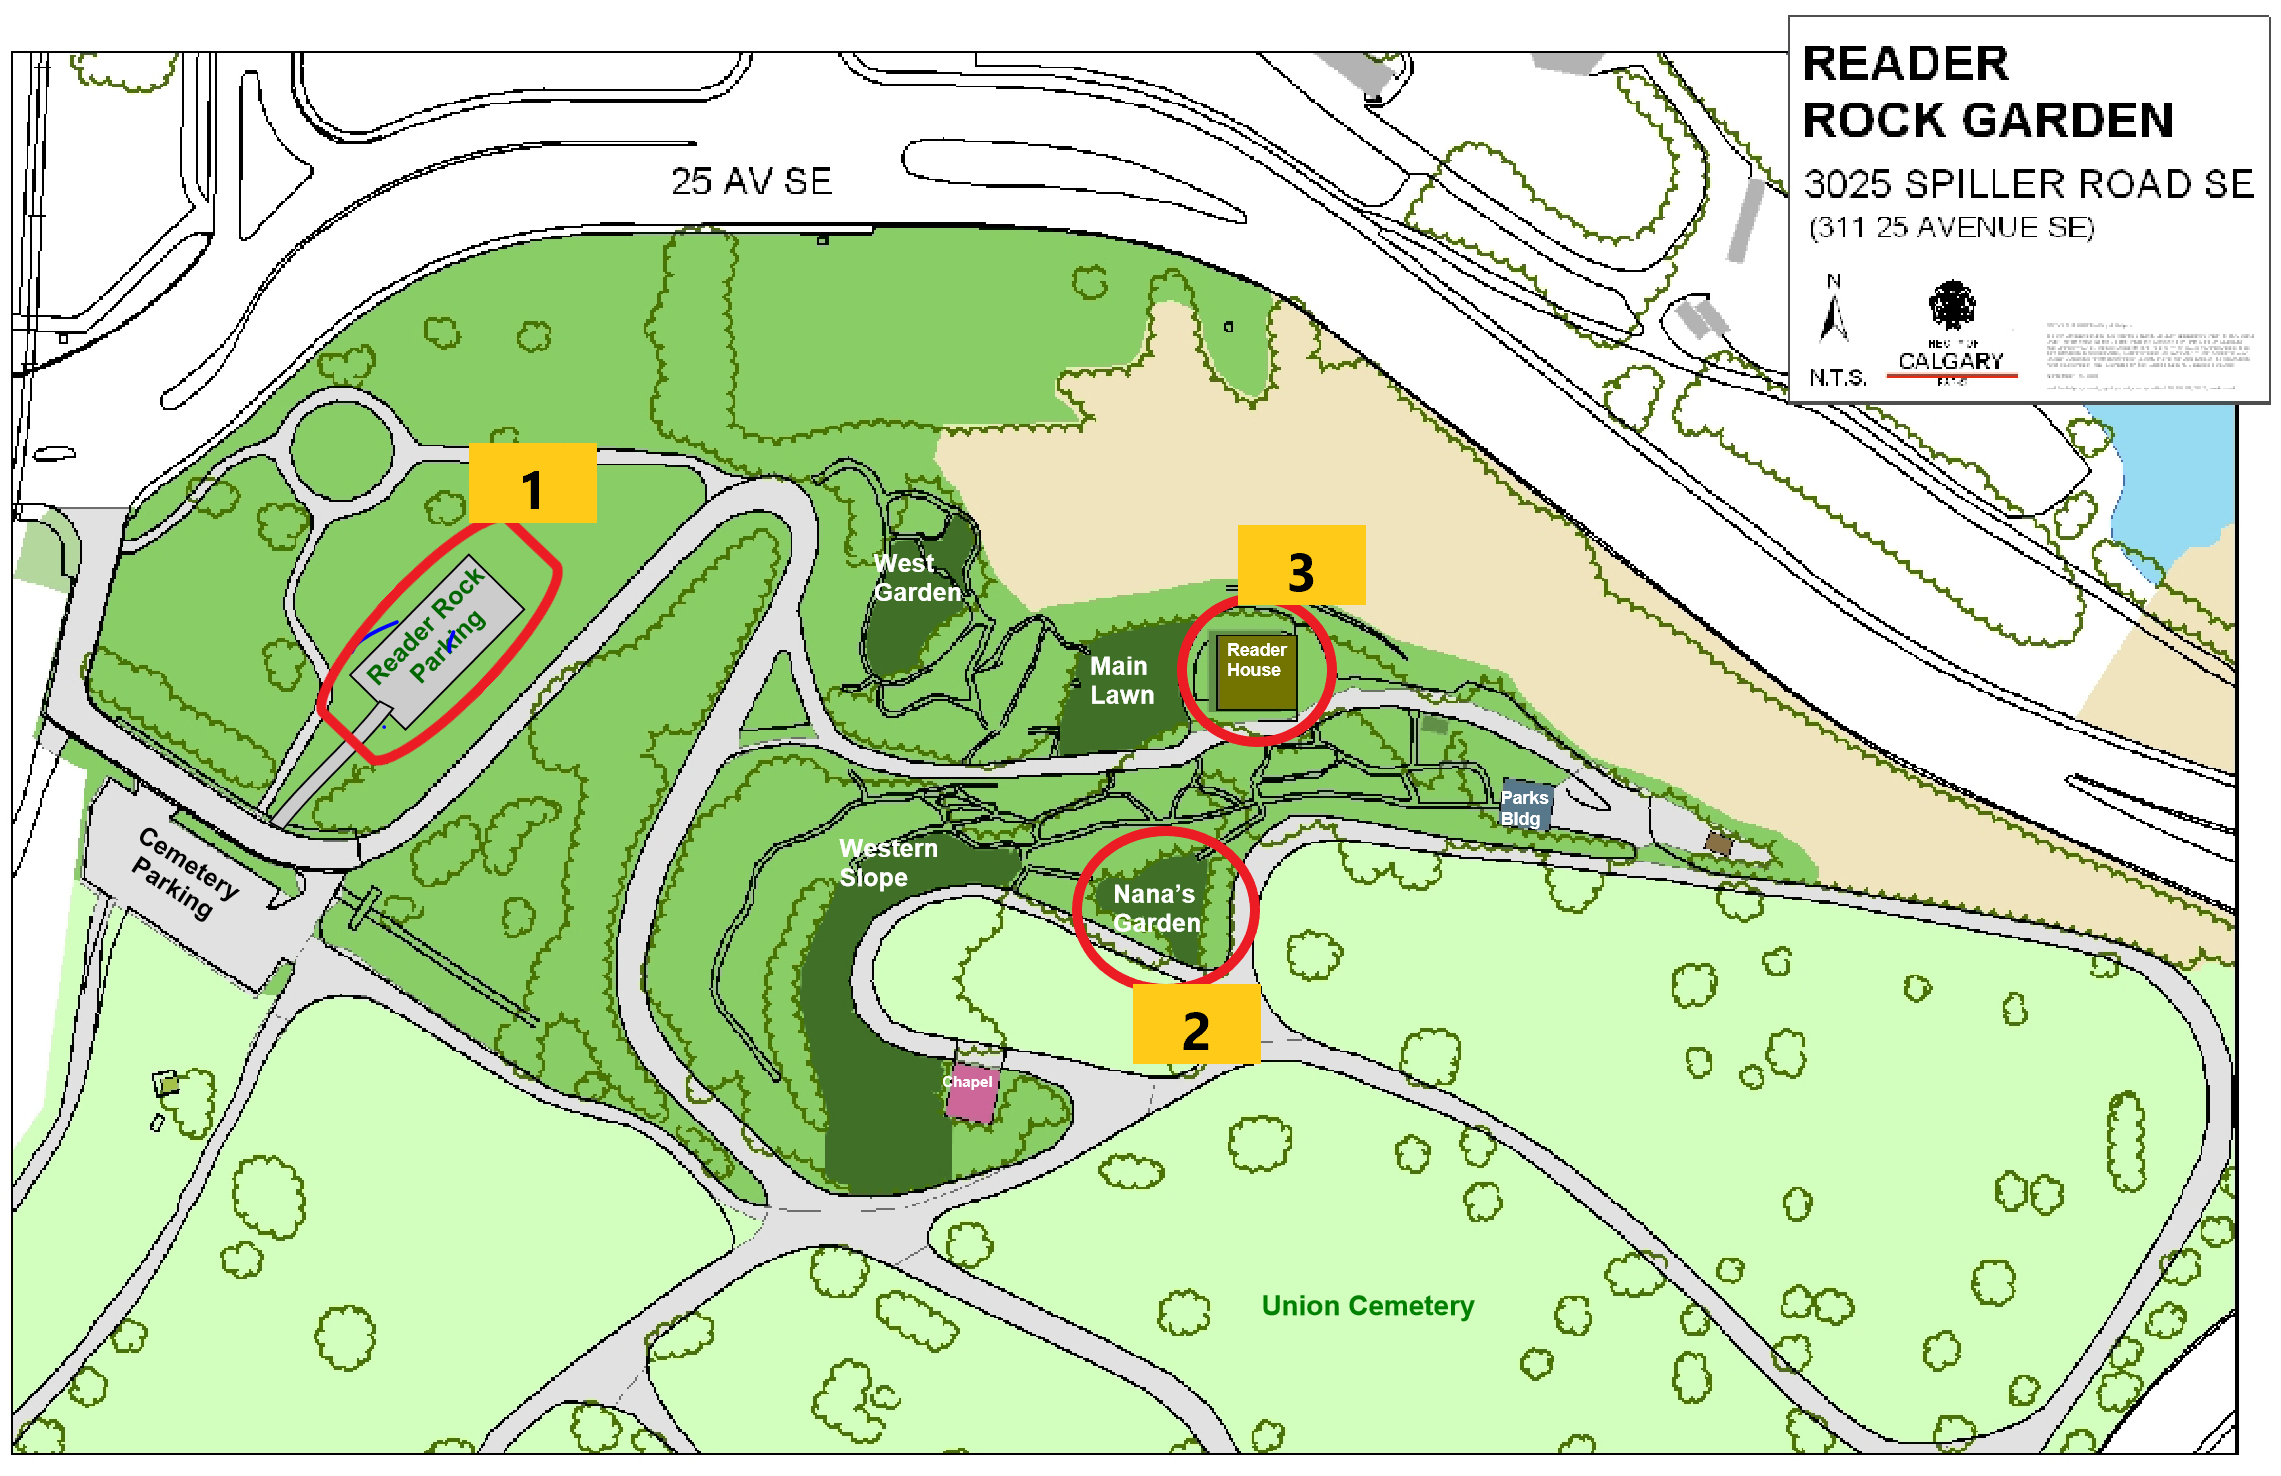 READER
ROCK GARDEN
3025 SPILLER ROAD SE
(311 25 AVENUE SE)
N
N.T.S.
CALGARY
25 AV SE
1
Reader Rock
Parking
West
Garden
3
Reader
House
Main
Lawn
Parks
Bldg
Cemetery
Parking
Western
Slope
Nana's
Garden
2
Chapel
Union Cemetery